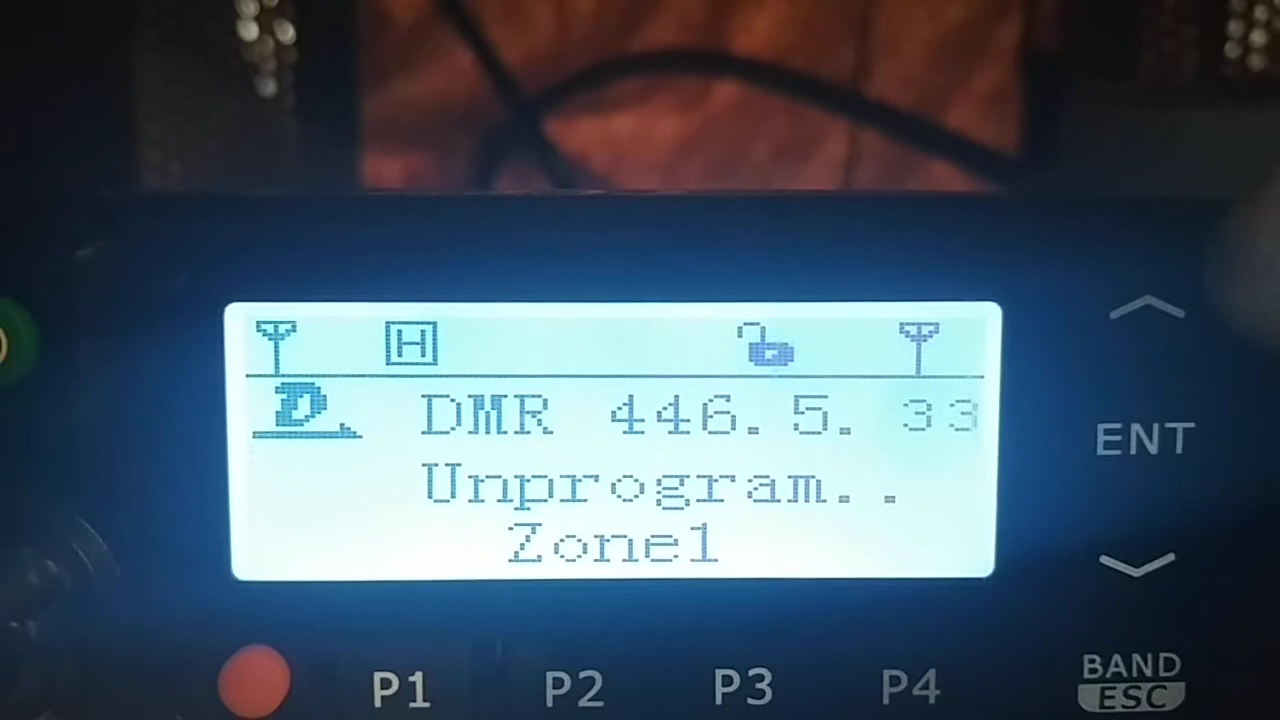 H
D
DMR 446.5. 33
Unprogram..
Zone1
ENT
P1 P2 P3 P4
BAND
ESC